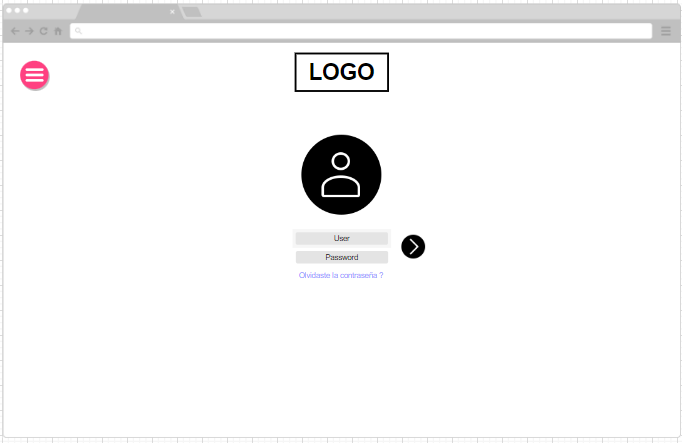 LOGO
User
Password
Olvidaste la contraseña ?